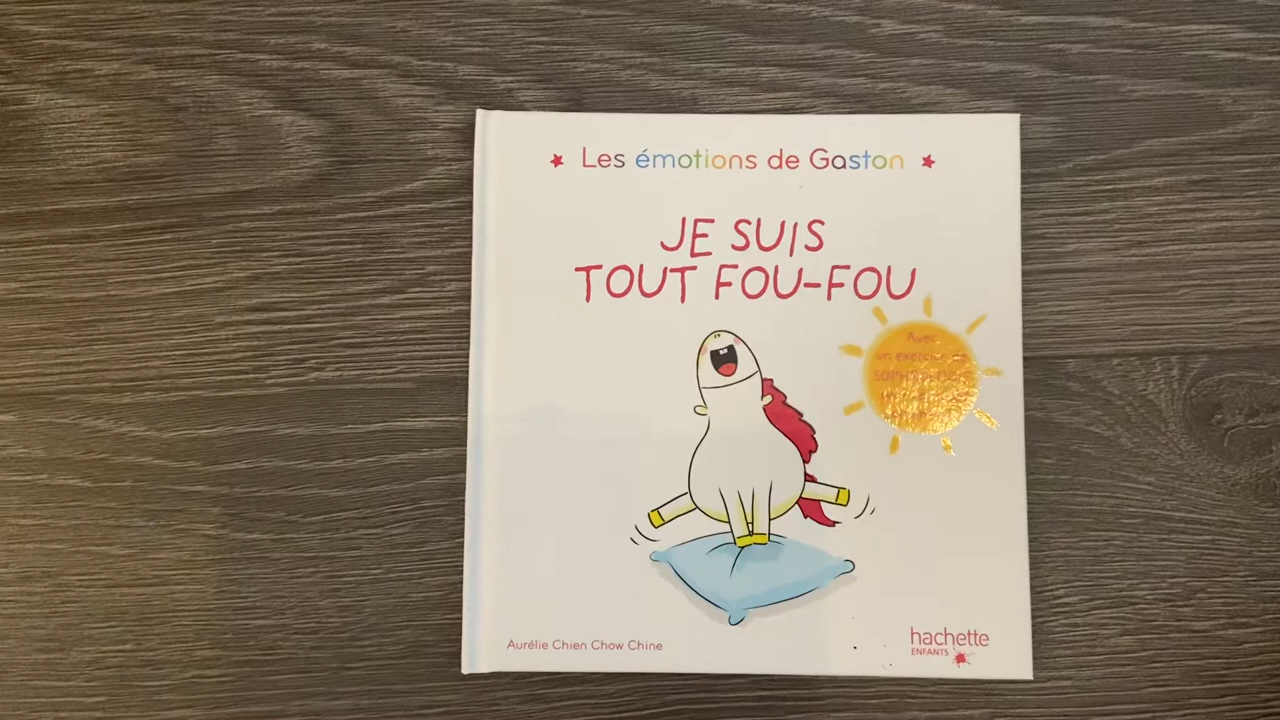 Les émotions de Gaston
JE SUIS
TOUT FOU-FOU
Avec
un exercice de
Aurélie Chien Chow Chine
hachette
ENFANTS